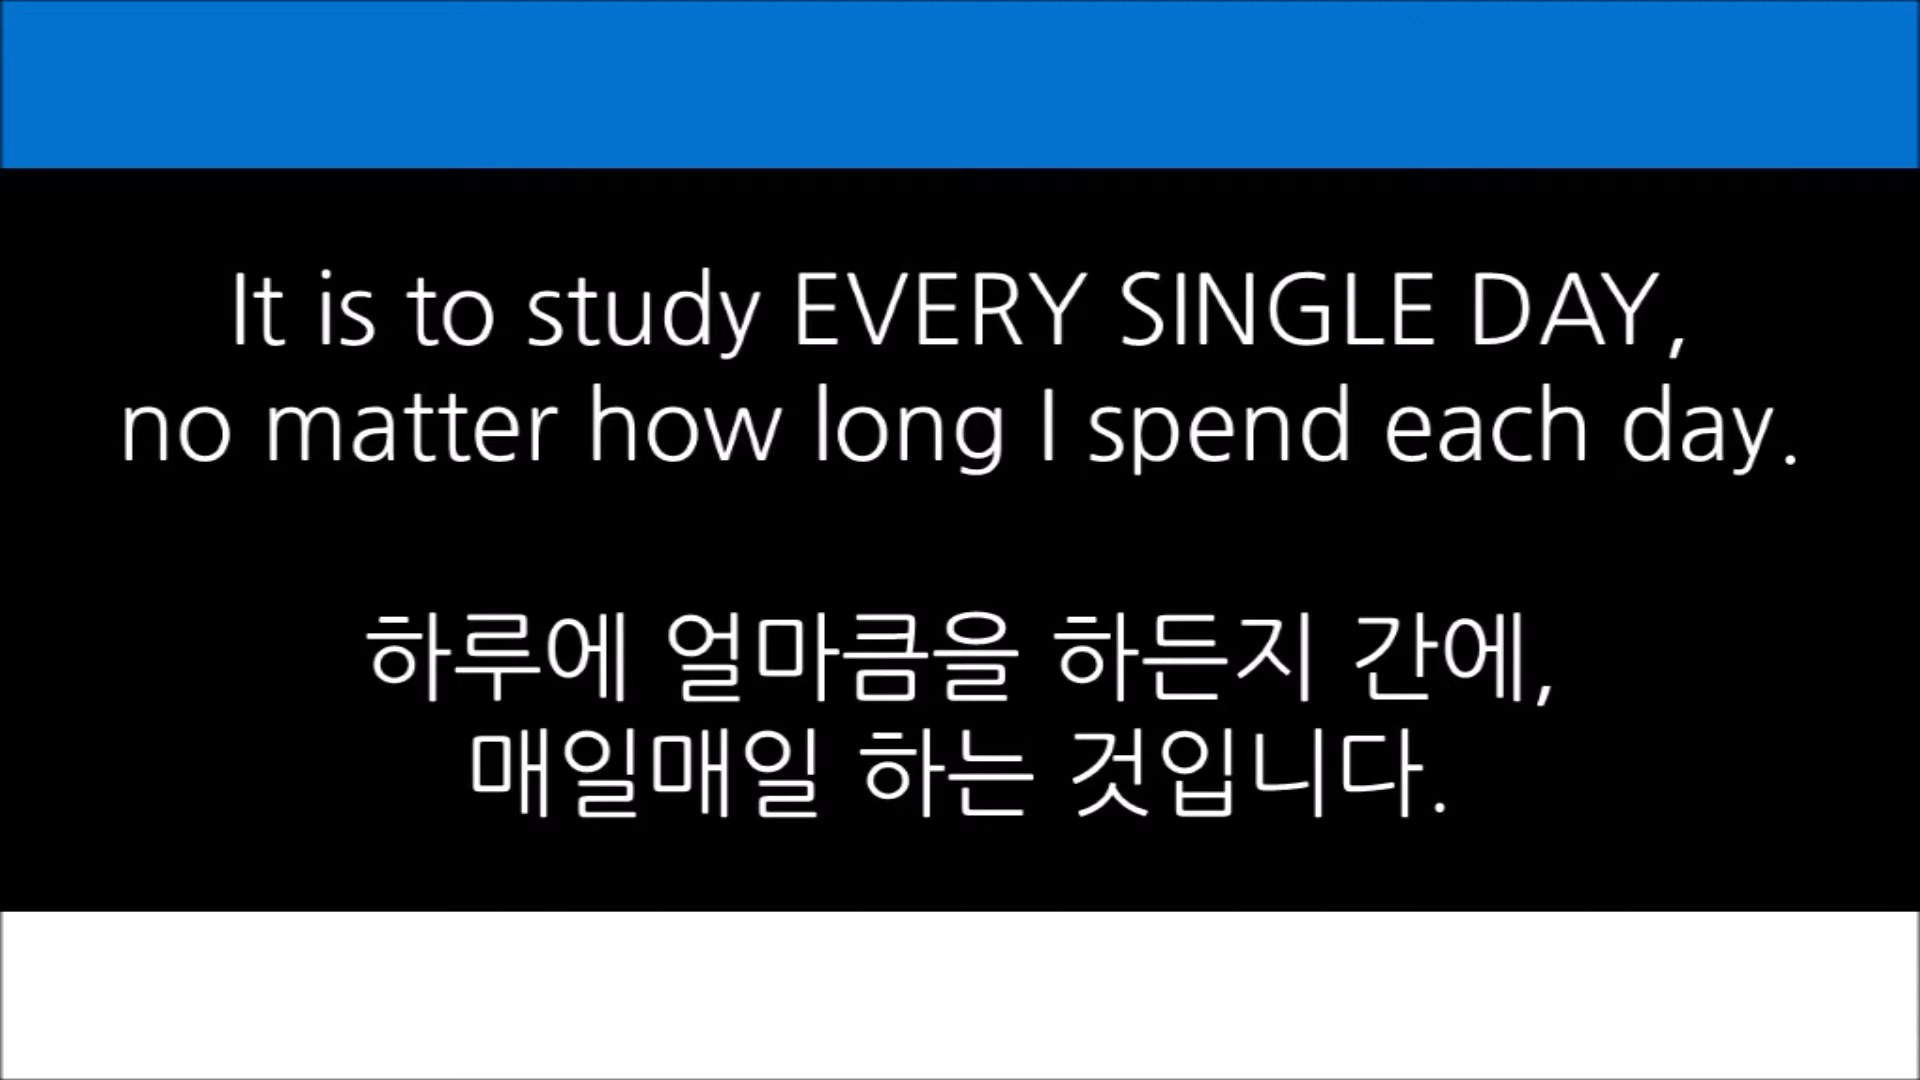 It is to study EVERY SINGLE DAY,
no matter how long I spend each day.
하루에 얼마큼을 하든지 간에,
매일매일 하는 것입니다.